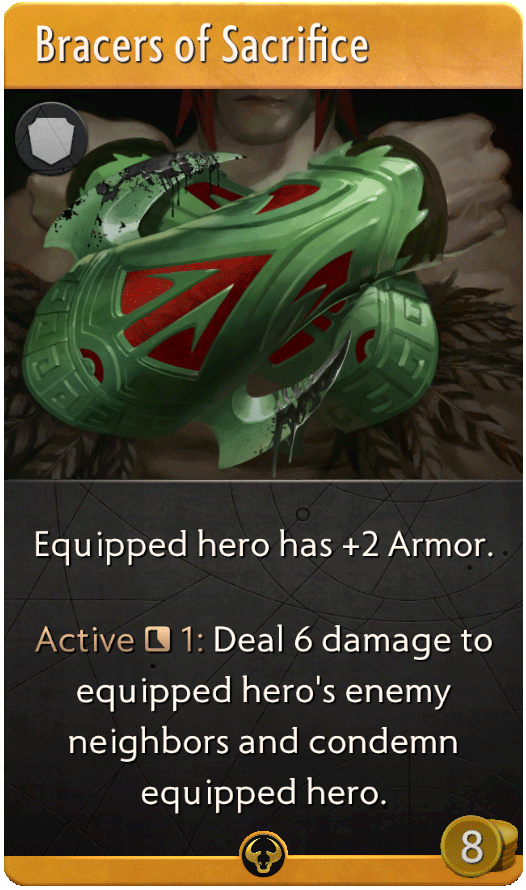 Bracers of Sacrifice
Equipped hero has +2 Armor.
Active 1: Deal 6 damage to
equipped hero's enemy
neighbors and condemn
equipped hero.
8